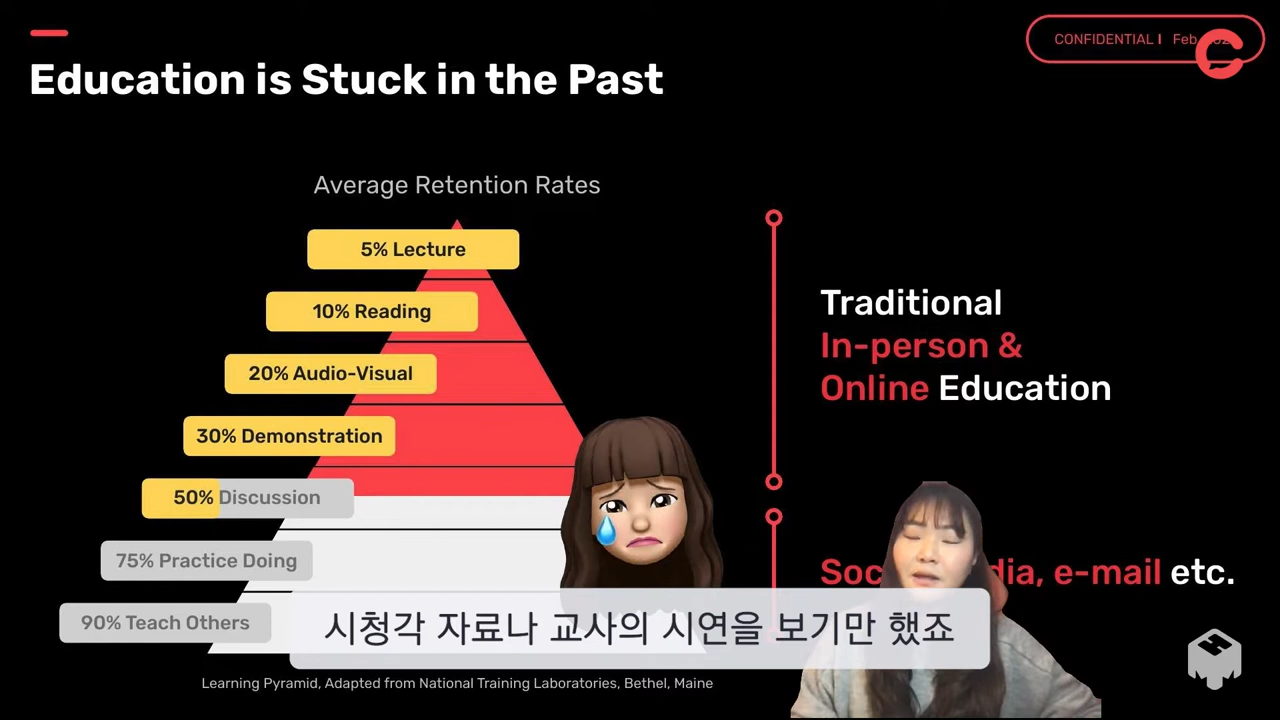 CONFIDENTIAL I Feb
Education is Stuck in the Past
Average Retention Rates
5% Lecture
10% Reading
20% Audio-Visual
30% Demonstration
50% Discussion
75% Practice Doing
90% Teach Others
Traditional
In-person &
Online Education
e-mail etc.
시청각 자료나 교사의 시연을 보기만 했죠
Learning Pyramid, Adapted from National Training Laboratories, Bethel, Maine